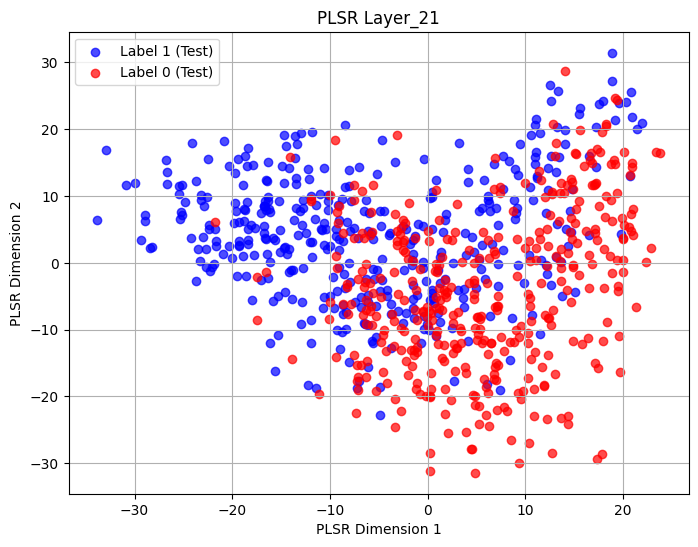 PLSR Layer_21
Label 1 (Test)
Label 0 (Test)
30
20
10
0
−10
−20
−30
PLSR Dimension 2
−30
−20
−10
0
10
20
PLSR Dimension 1